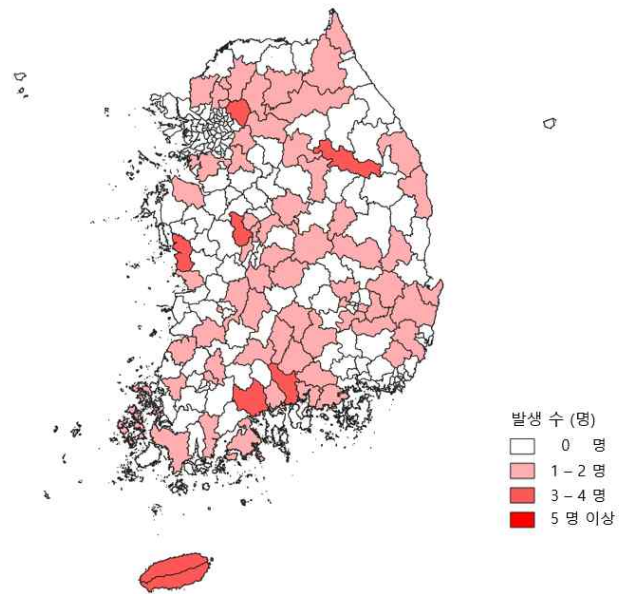 발생 수 (명)
0 명
1 – 2 명
3 – 4 명
5 명 이상